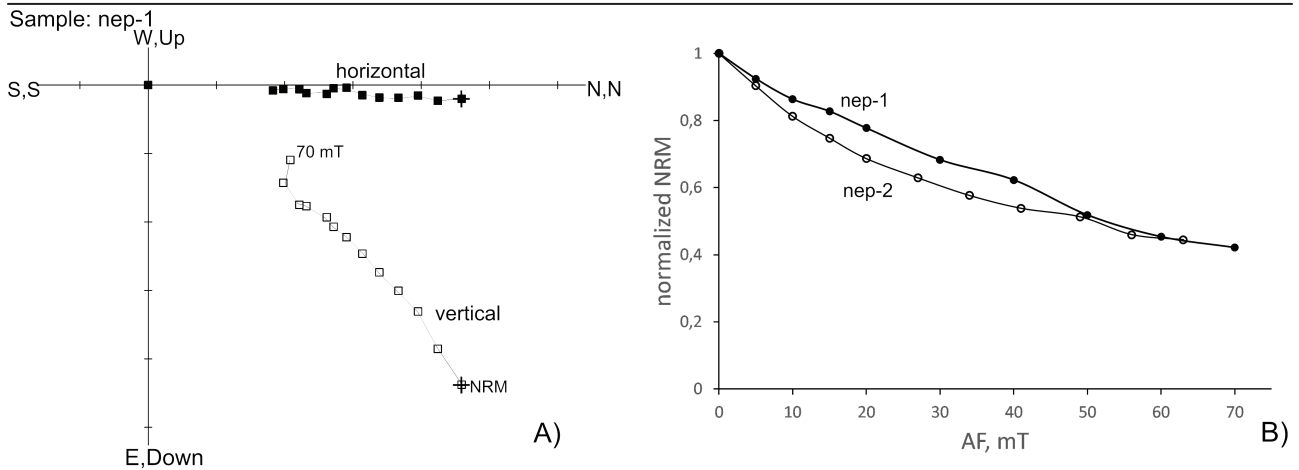 Sample: nep-1
W,Up
horizontal
S,S
N,N
70 mT
vertical
NRM
A)
E,Down
1
0,8
0,6
0,4
0,2
0
normalized NRM
nep-1
nep-2
0 10 20 30 40 50 60 70
AF, mT
B)